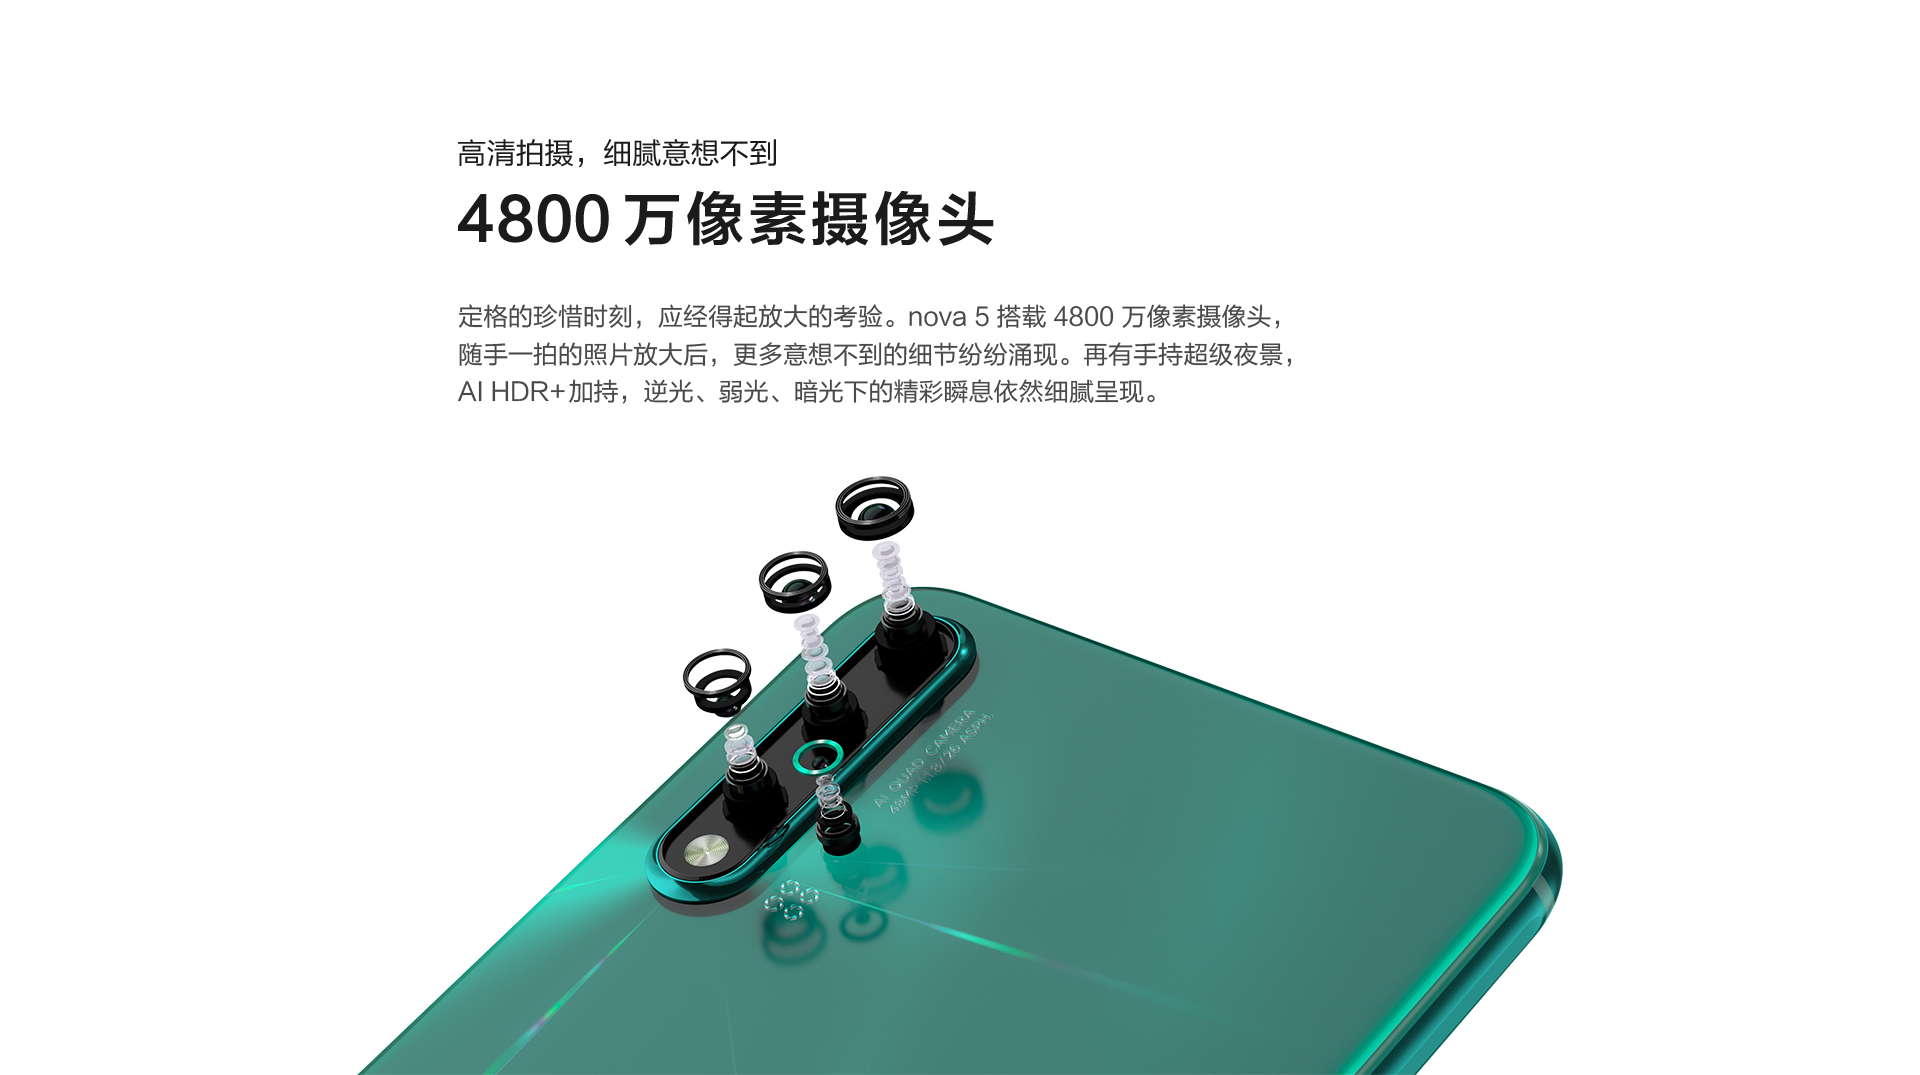 高清拍摄，细腻意想不到
4800 万像素摄像头
定格的珍惜时刻，应经得起放大的考验。nova 5 搭载 4800 万像素摄像头，
随手一拍的照片放大后，更多意想不到的细节纷纷涌现。再有手持超级夜景，
AI HDR+加持，逆光、弱光、暗光下的精彩瞬息依然细腻呈现。
AI QUAD CAMERA
48MP f/1.8/26 ASPH.